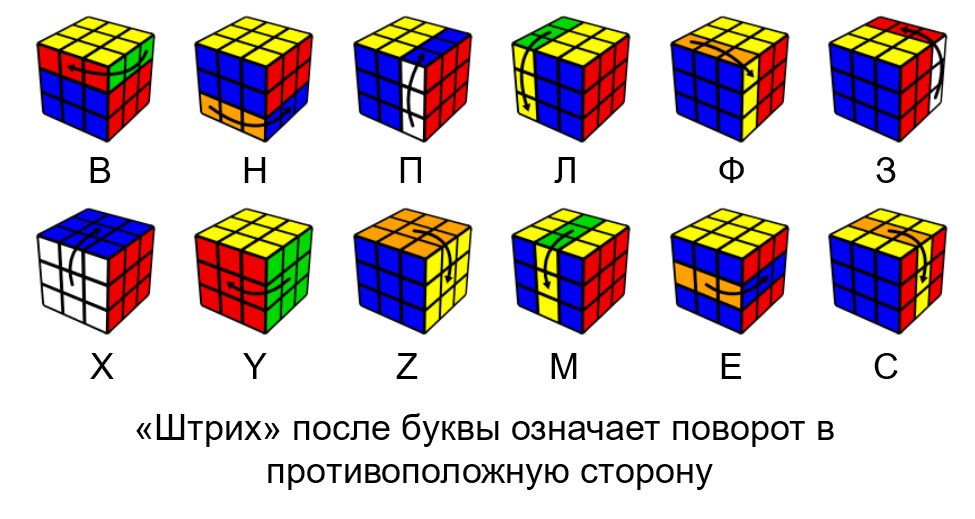 В Н П Л Ф З
X Y Z М Е С
«Штрих» после буквы означает поворот в
противоположную сторону